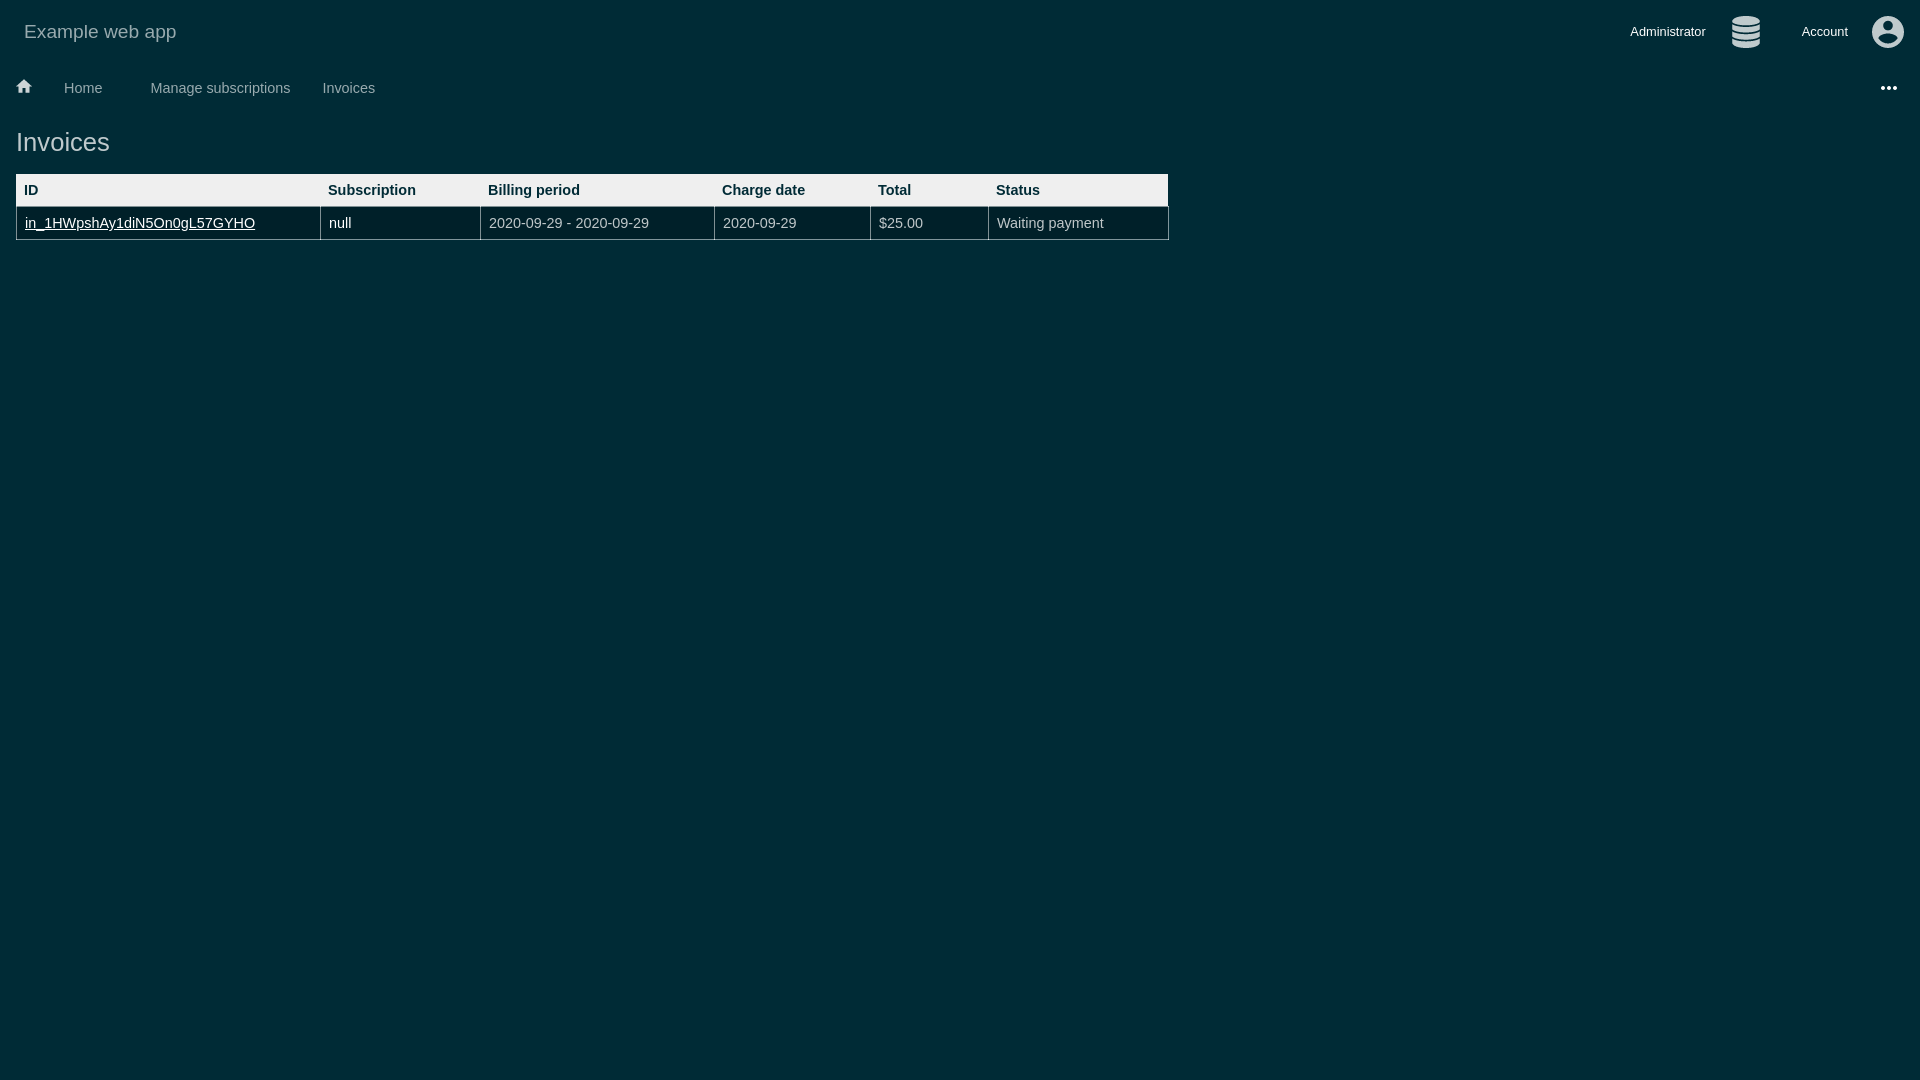 Example web app
Administrator
Account
Home
Manage subscriptions
Invoices
Invoices
ID Subscription Billing period Charge date Total Status
in_1HWpshAy1diN5On0gL57GYHO null 2020-09-29 - 2020-09-29 2020-09-29 $25.00 Waiting payment